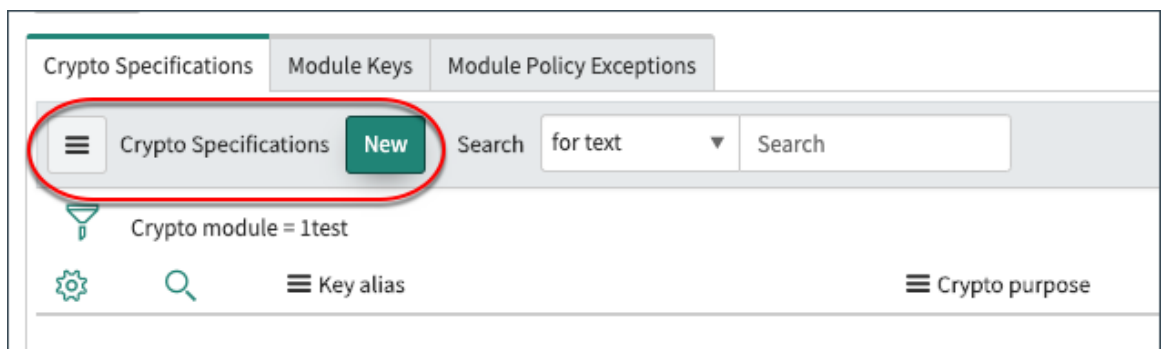 Crypto Specifications Module Keys Module Policy Exceptions
Crypto Specifications New Search for text Search
Crypto module = 1test
Key alias Crypto purpose